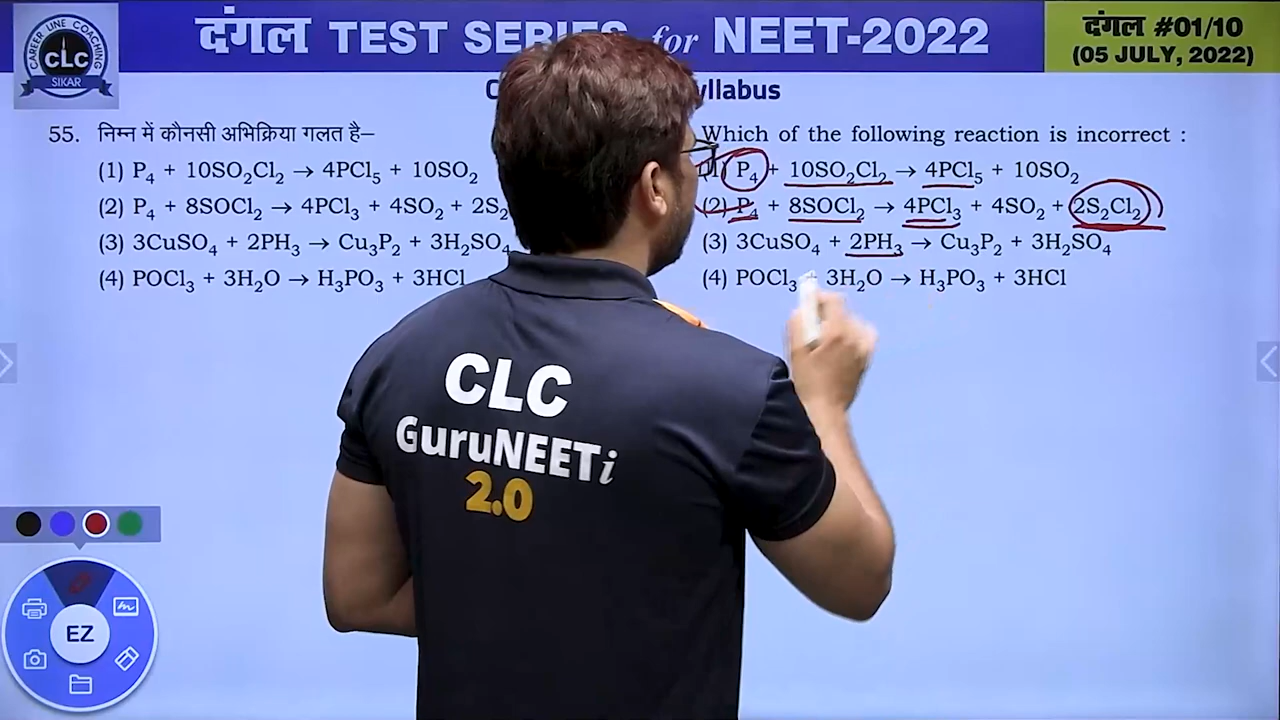 दंगल TEST SERIES for NEET-2022
दंगल #01/10
(05 JULY, 2022)
CAREER LINE COACHING
CLC
SIKAR
yllabus
55. निम्न में कौनसी अभिक्रिया गलत है–
(1) P₄ + 10SO₂Cl₂ → 4PCl₅ + 10SO₂
(2) P₄ + 8SOCl₂ → 4PCl₃ + 4SO₂ + 2S₂
(3) 3CuSO₄ + 2PH₃ → Cu₃P₂ + 3H₂SO₄
(4) POCl₃ + 3H₂O → H₃PO₃ + 3HCl
Which of the following reaction is incorrect :
(1) P₄ + 10SO₂Cl₂ → 4PCl₅ + 10SO₂
(2) P₄ + 8SOCl₂ → 4PCl₃ + 4SO₂ + 2S₂Cl₂
(3) 3CuSO₄ + 2PH₃ → Cu₃P₂ + 3H₂SO₄
(4) POCl₃ + 3H₂O → H₃PO₃ + 3HCl
CLC
GuruNEETi
2.0
EZ